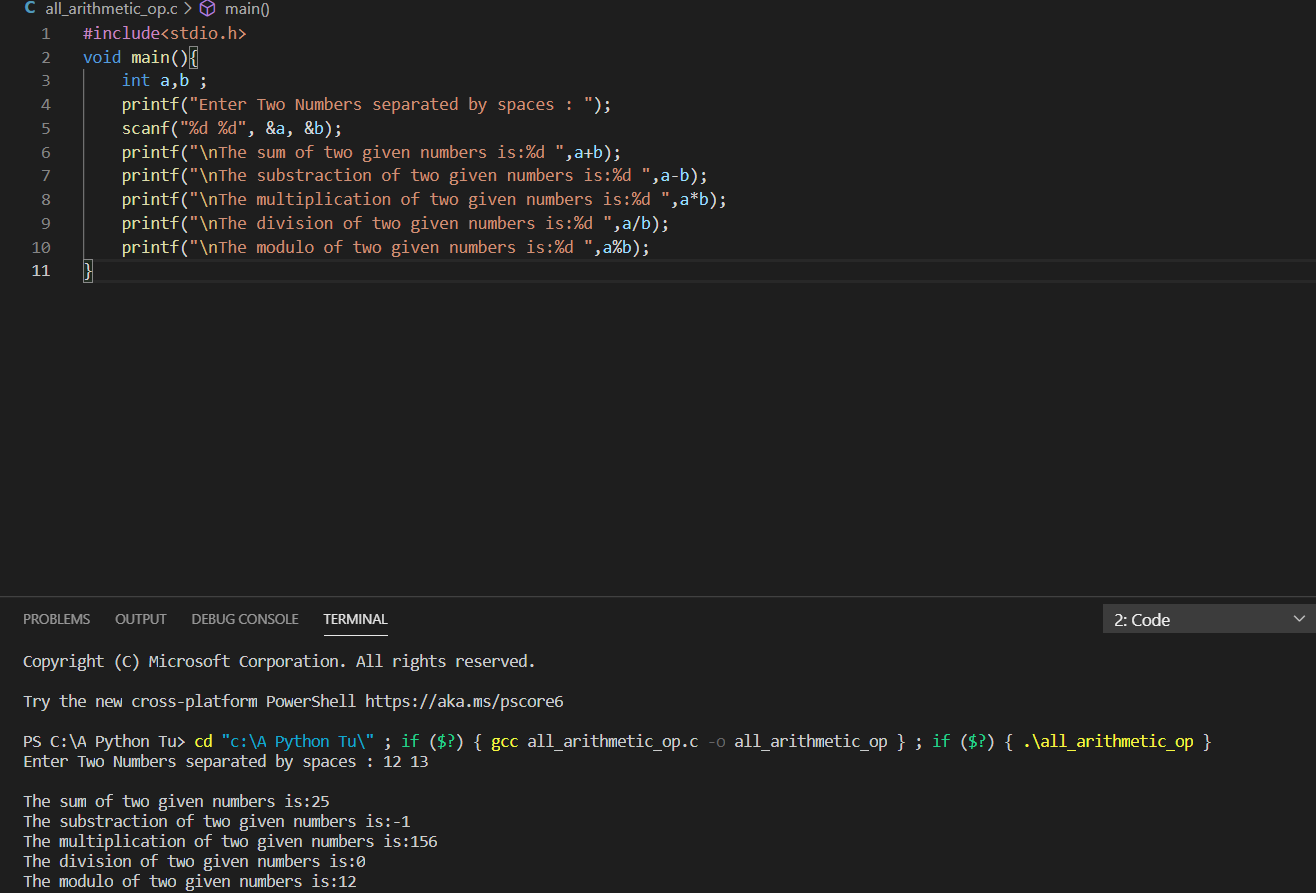 C all_arithmetic_op.c > main()
1 #include<stdio.h>
2 void main(){
3     int a,b ;
4     printf("Enter Two Numbers separated by spaces : ");
5     scanf("%d %d", &a, &b);
6     printf("\nThe sum of two given numbers is:%d ",a+b);
7     printf("\nThe substraction of two given numbers is:%d ",a-b);
8     printf("\nThe multiplication of two given numbers is:%d ",a*b);
9     printf("\nThe division of two given numbers is:%d ",a/b);
10     printf("\nThe modulo of two given numbers is:%d ",a%b);
11 }
PROBLEMS OUTPUT DEBUG CONSOLE TERMINAL 2: Code
Copyright (C) Microsoft Corporation. All rights reserved.
Try the new cross-platform PowerShell https://aka.ms/pscore6
PS C:\A Python Tu> cd "c:\A Python Tu\" ; if ($?) { gcc all_arithmetic_op.c -o all_arithmetic_op } ; if ($?) { .\all_arithmetic_op }
Enter Two Numbers separated by spaces : 12 13
The sum of two given numbers is:25
The substraction of two given numbers is:-1
The multiplication of two given numbers is:156
The division of two given numbers is:0
The modulo of two given numbers is:12